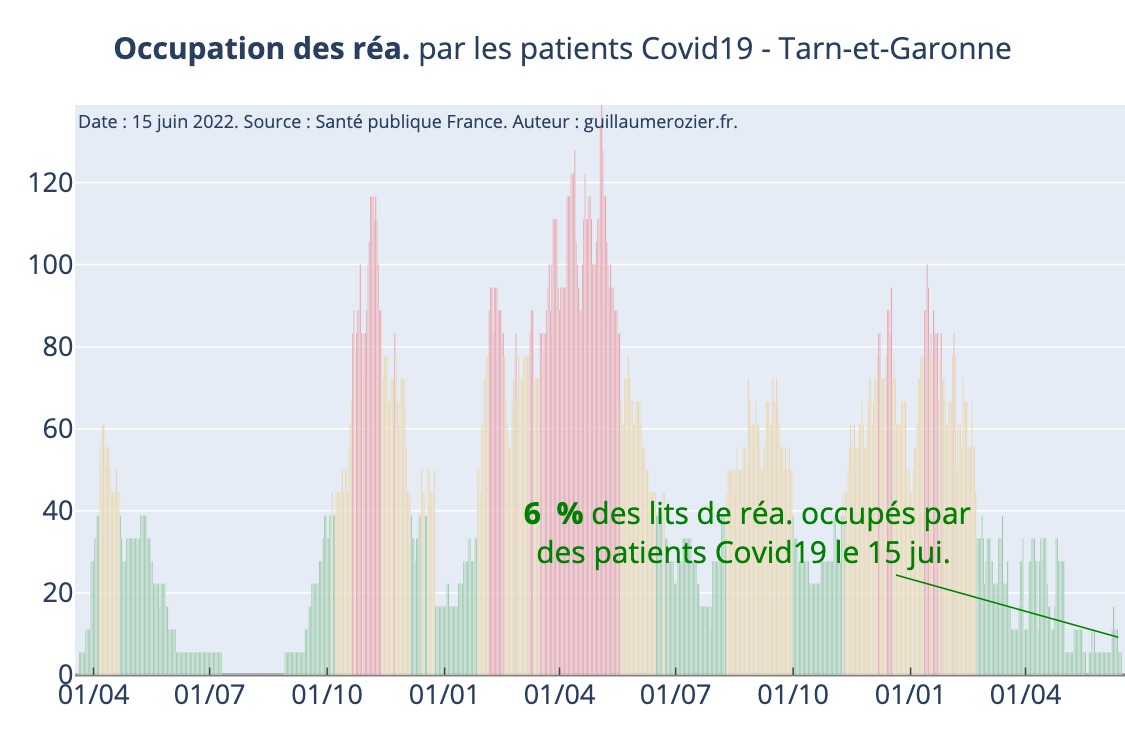 Occupation des réa. par les patients Covid19 - Tarn-et-Garonne
Date : 15 juin 2022. Source : Santé publique France. Auteur : guillaumerozier.fr.
120
100
80
60
40
20
0
6 % des lits de réa. occupés par
des patients Covid19 le 15 jui.
01/04 01/07 01/10 01/01 01/04 01/07 01/10 01/01 01/04